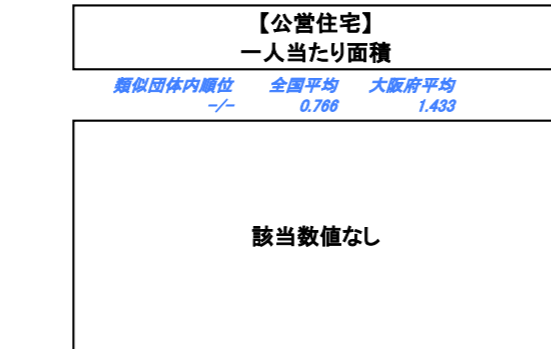 【公営住宅】
一人当たり面積
類似団体内順位 全国平均 大阪府平均
-/- 0.766 1.433
該当数値なし